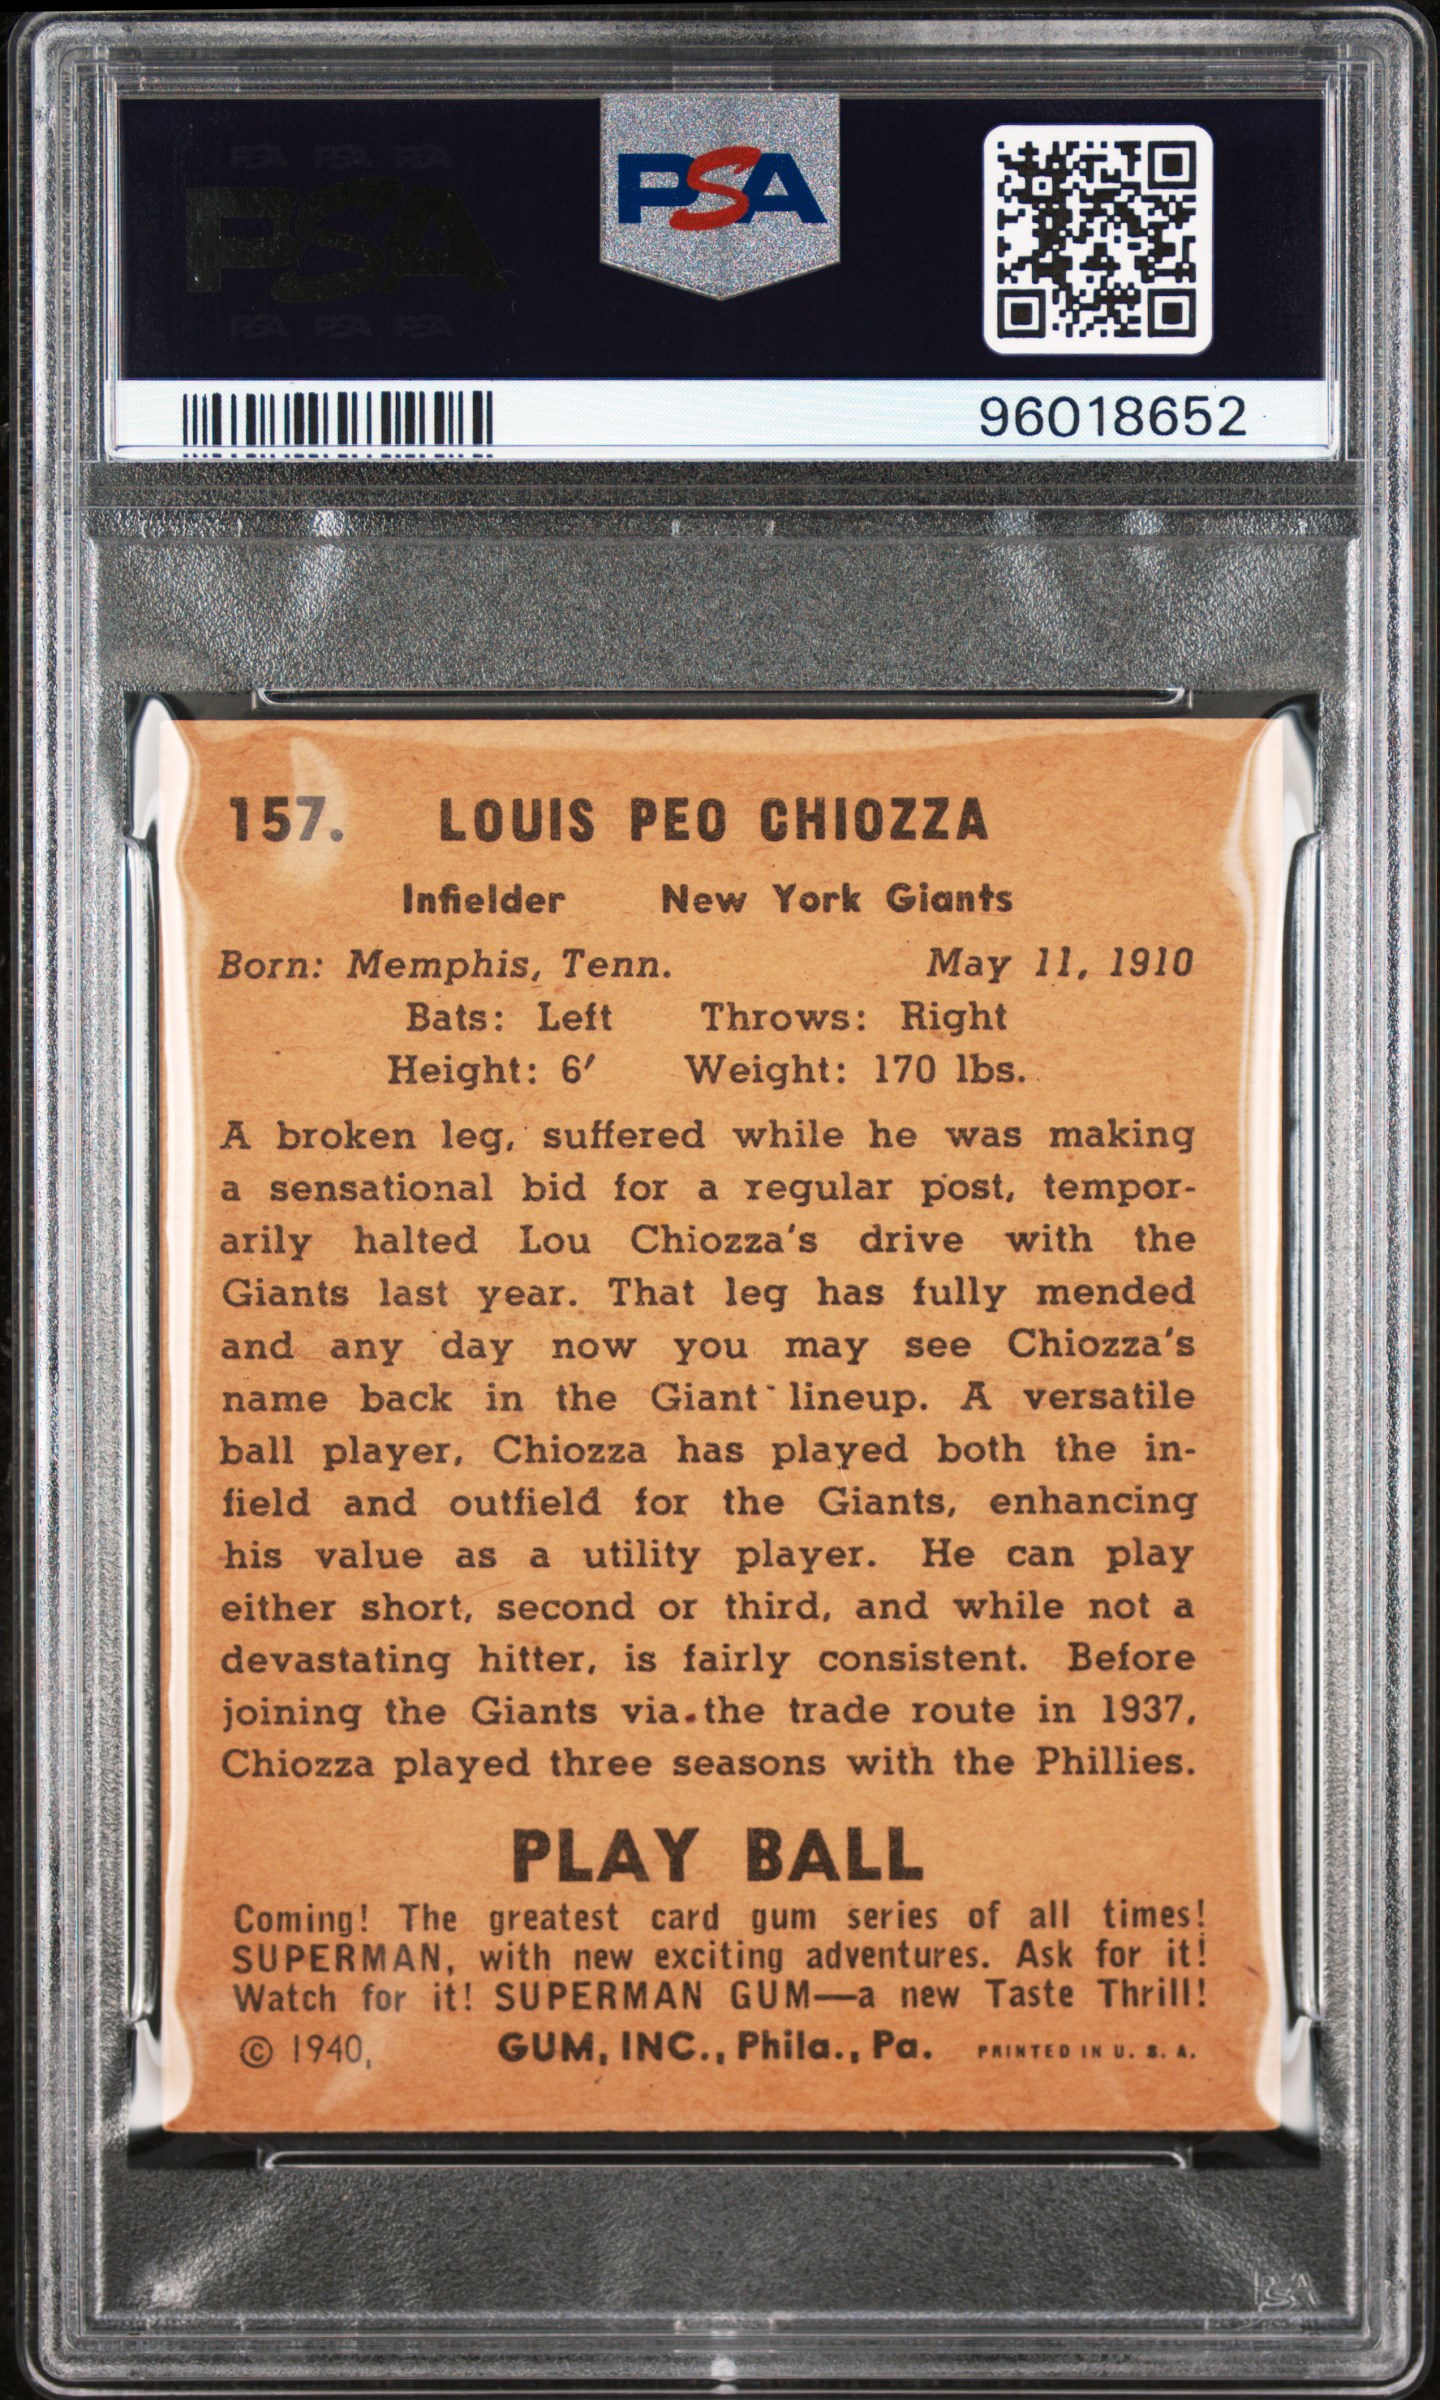 PSA PSA PSA
PSA
PSA PSA PSA
PSA
96018652
157. LOUIS PEO CHIOZZA
Infielder New York Giants
Born: Memphis, Tenn. May 11, 1910
Bats: Left Throws: Right
Height: 6′ Weight: 170 lbs.
A broken leg, suffered while he was making
a sensational bid for a regular post, tempor-
arily halted Lou Chiozza's drive with the
Giants last year. That leg has fully mended
and any day now you may see Chiozza's
name back in the Giant lineup. A versatile
ball player, Chiozza has played both the in-
field and outfield for the Giants, enhancing
his value as a utility player. He can play
either short, second or third, and while not a
devastating hitter, is fairly consistent. Before
joining the Giants via the trade route in 1937,
Chiozza played three seasons with the Phillies.
PLAY BALL
Coming! The greatest card gum series of all times!
SUPERMAN, with new exciting adventures. Ask for it!
Watch for it! SUPERMAN GUM—a new Taste Thrill!
© 1940, GUM, INC., Phila., Pa. PRINTED IN U. S. A.
PSA